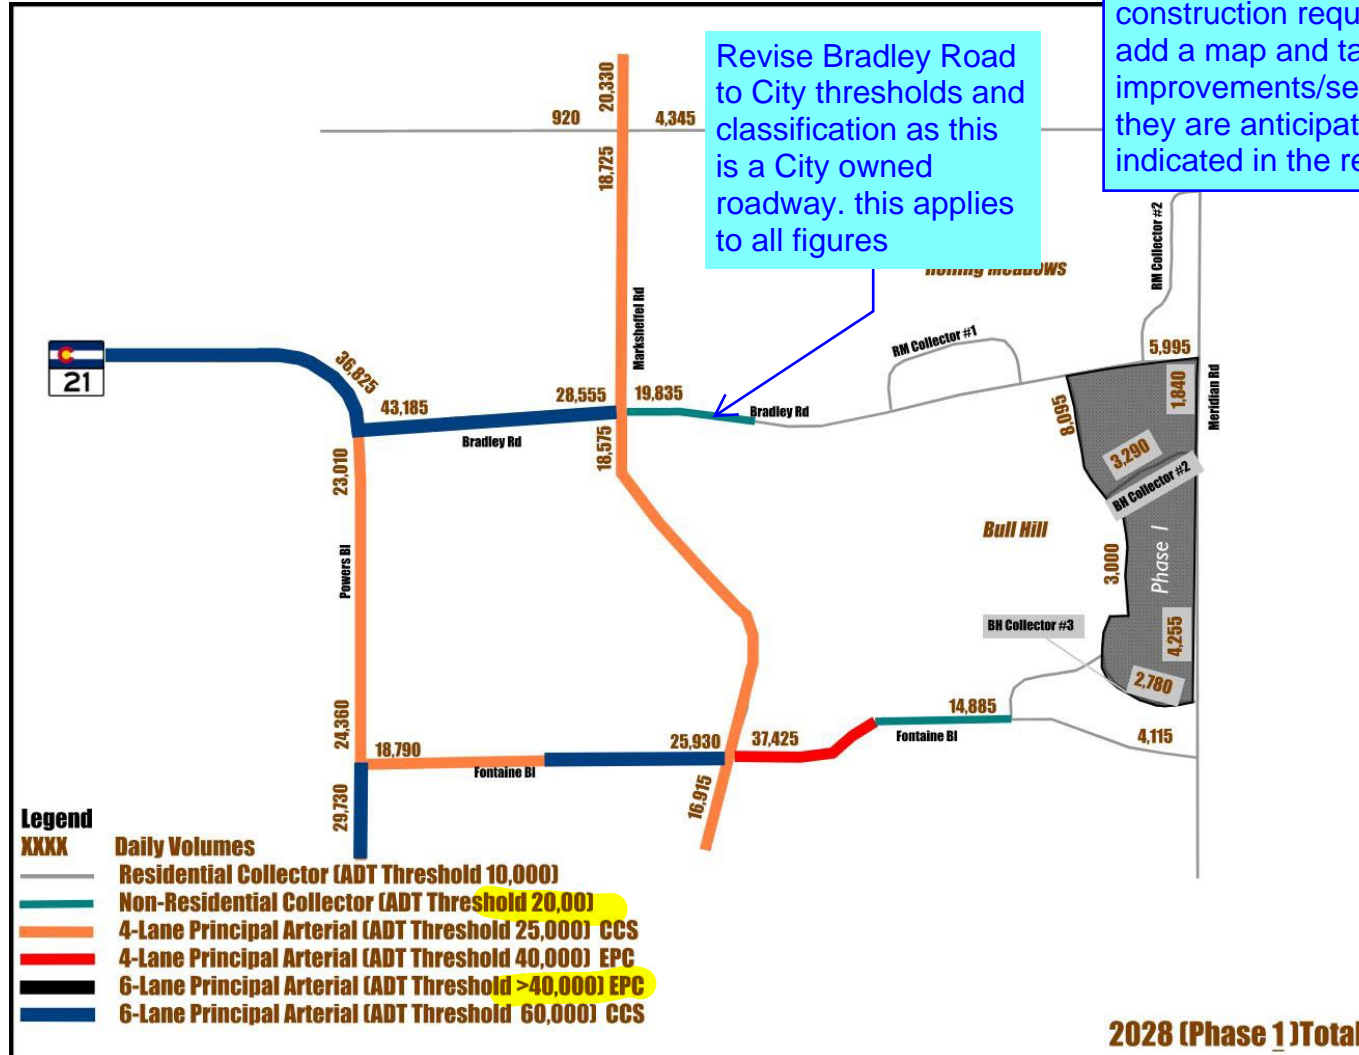 construction requ
add a map and ta
improvements/se
they are anticipat
indicated in the re
Revise Bradley Road
to City thresholds and
classification as this
is a City owned
roadway. this applies
to all figures
920
20,330
4,345
18,725
Marksheffel Rd
Rolling Meadows
RM Collector #2
RM Collector #1
5,995
1,840
Meridian Rd
21
36,825
43,185
28,555
19,835
Bradley Rd
Bradley Rd
8,095
3,290
BH Collector #2
23,010
18,575
Bull Hill
Powers Bl
3,000
Phase 1
BH Collector #3
4,255
2,780
24,360
18,790
25,930
37,425
14,885
4,115
Fontaine Bl
Fontaine Bl
29,730
16,915
Legend
XXXX Daily Volumes
Residential Collector (ADT Threshold 10,000)
Non-Residential Collector (ADT Threshold 20,00)
4-Lane Principal Arterial (ADT Threshold 25,000) CCS
4-Lane Principal Arterial (ADT Threshold 40,000) EPC
6-Lane Principal Arterial (ADT Threshold >40,000) EPC
6-Lane Principal Arterial (ADT Threshold 60,000) CCS
2028 (Phase 1)Total